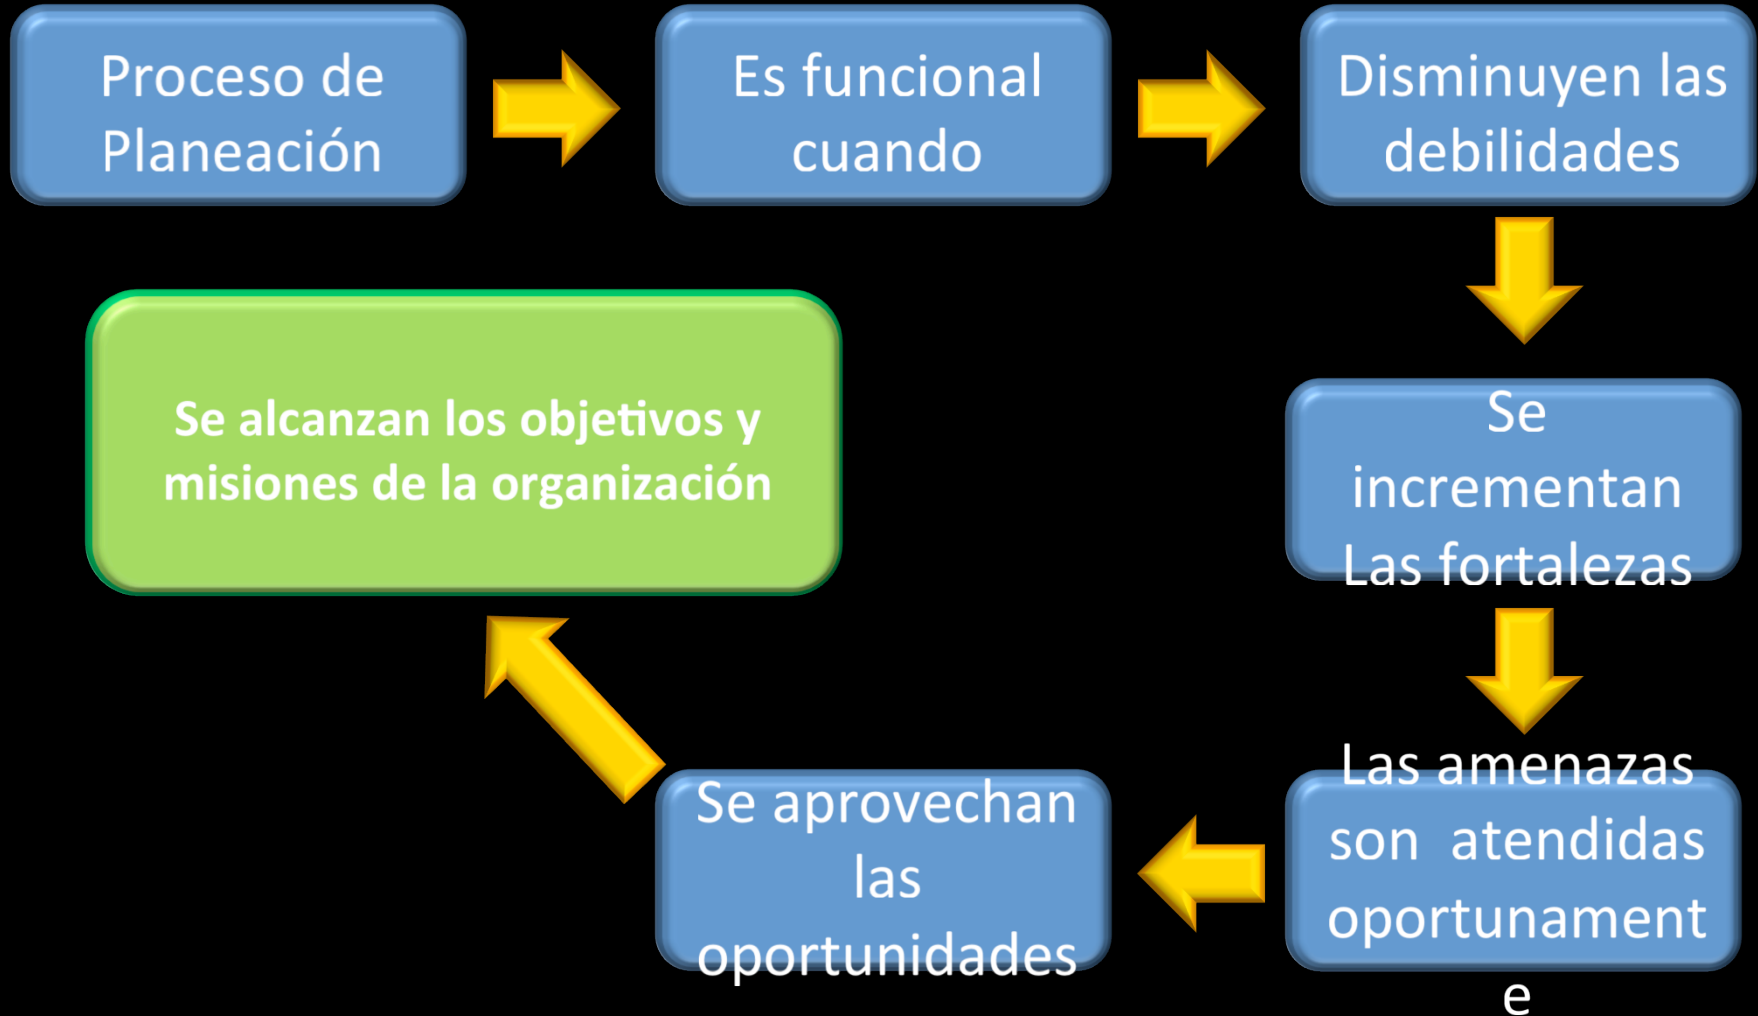 Proceso de
Planeación
Es funcional
cuando
Disminuyen las
debilidades
Se
incrementan
Las fortalezas
Las amenazas
son  atendidas
oportunament
e
Se aprovechan
las
oportunidades
Se alcanzan los objetivos y
misiones de la organización